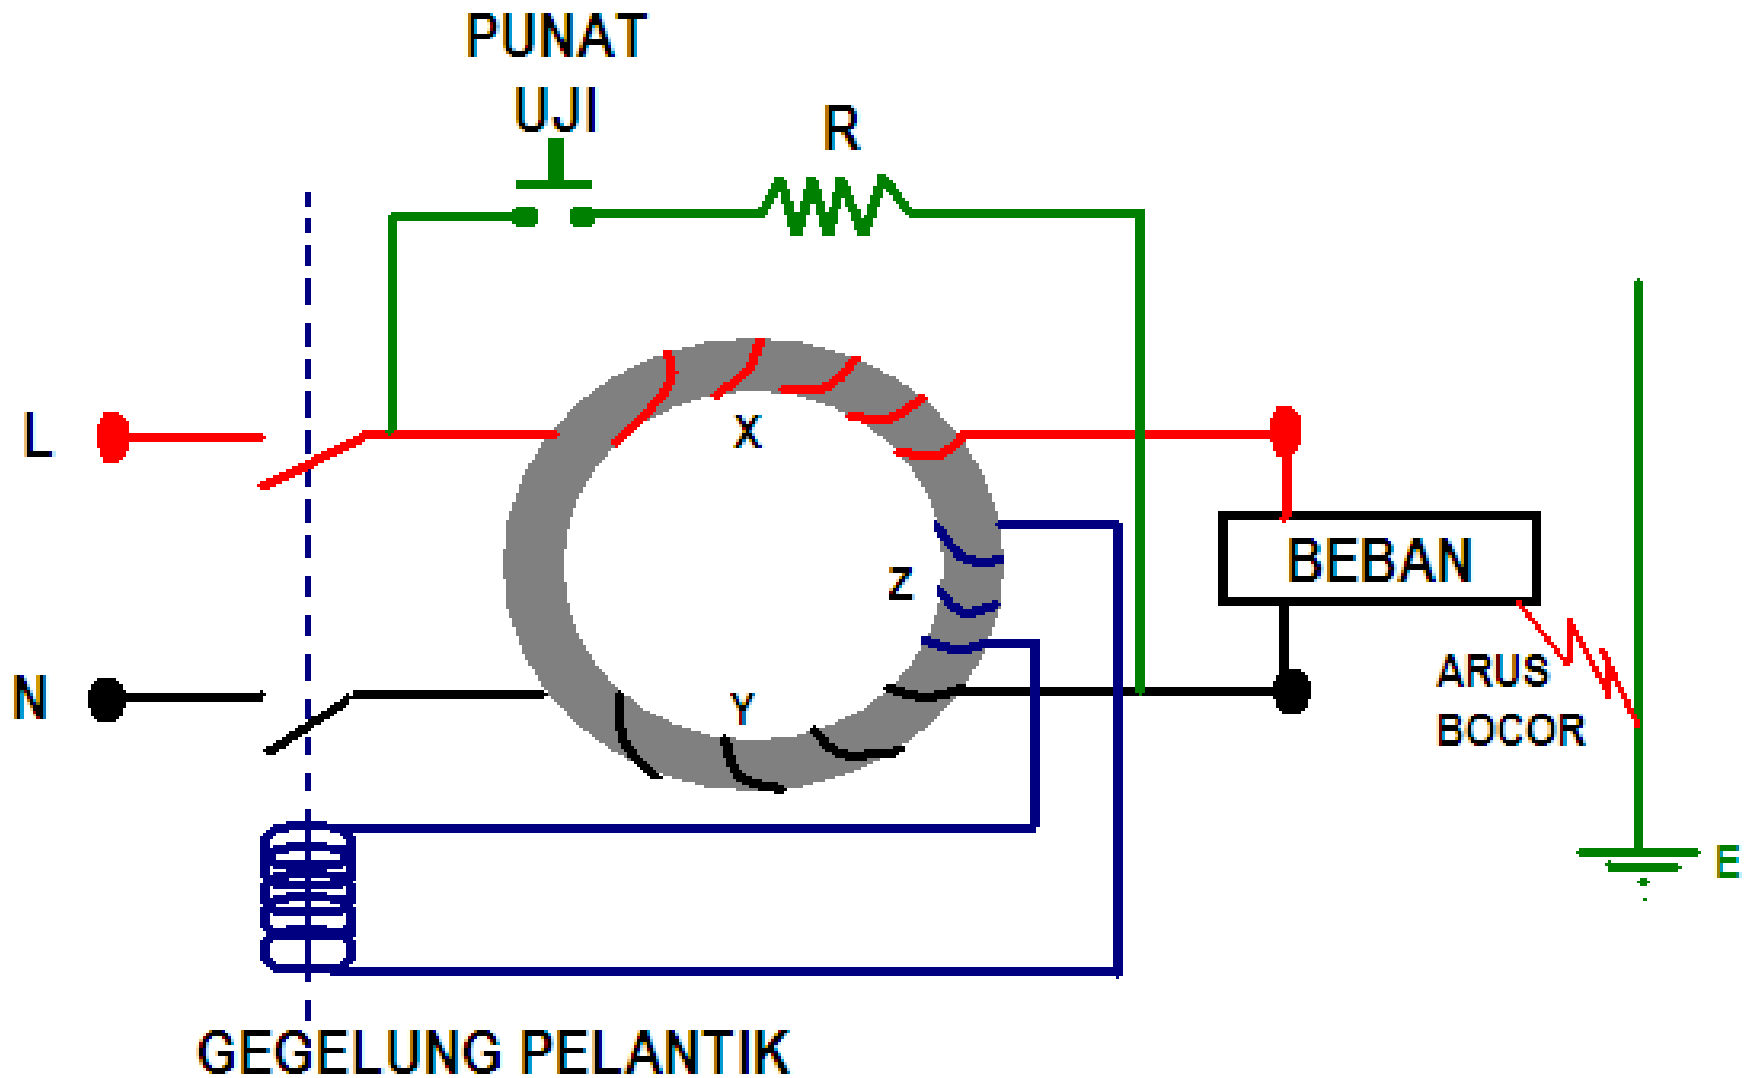 PUNAT
UJI
R
L
X
Z
BEBAN
N
Y
ARUS
BOCOR
E
GEGELUNG PELANTIK